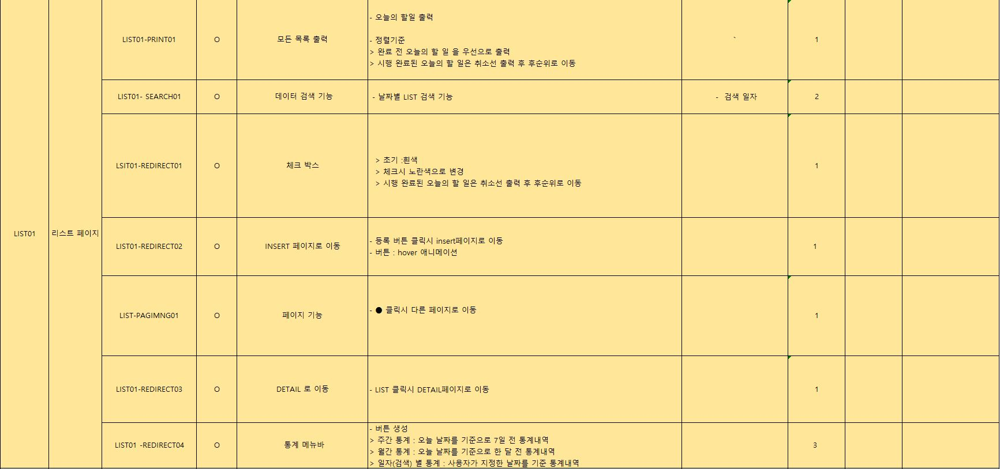 LIST01
리스트 페이지
LIST01-PRINT01
O
모든 목록 출력
- 오늘의 할일 출력
- 정렬기준
> 완료 전 오늘의 할 일 을 우선으로 출력
> 시행 완료된 오늘의 할 일은 취소선 출력 후 후순위로 이동
`
1
LIST01- SEARCH01
O
데이터 검색 기능
- 날짜별 LIST 검색 기능
- 검색 일자
2
LSIT01-REDIRECT01
O
체크 박스
> 초기 :흰색
> 체크시 노란색으로 변경
> 시행 완료된 오늘의 할 일은 취소선 출력 후 후순위로 이동
1
LIST01-REDIRECT02
O
INSERT 페이지로 이동
- 등록 버튼 클릭시 insert페이지로 이동
- 버튼 : hover 애니메이션
1
LIST-PAGIMNG01
O
페이지 기능
- ● 클릭시 다른 페이지로 이동
1
LIST01-REDIRECT03
O
DETAIL 로 이동
- LIST 클릭시 DETAIL페이지로 이동
1
LIST01 -REDIRECT04
O
통계 메뉴바
- 버튼 생성
> 주간 통계 : 오늘 날짜를 기준으로 7일 전 통계내역
> 월간 통계 : 오늘 날짜를 기준으로 한 달 전 통계내역
> 일자(검색) 별 통계 : 사용자가 지정한 날짜를 기준 통계내역
3